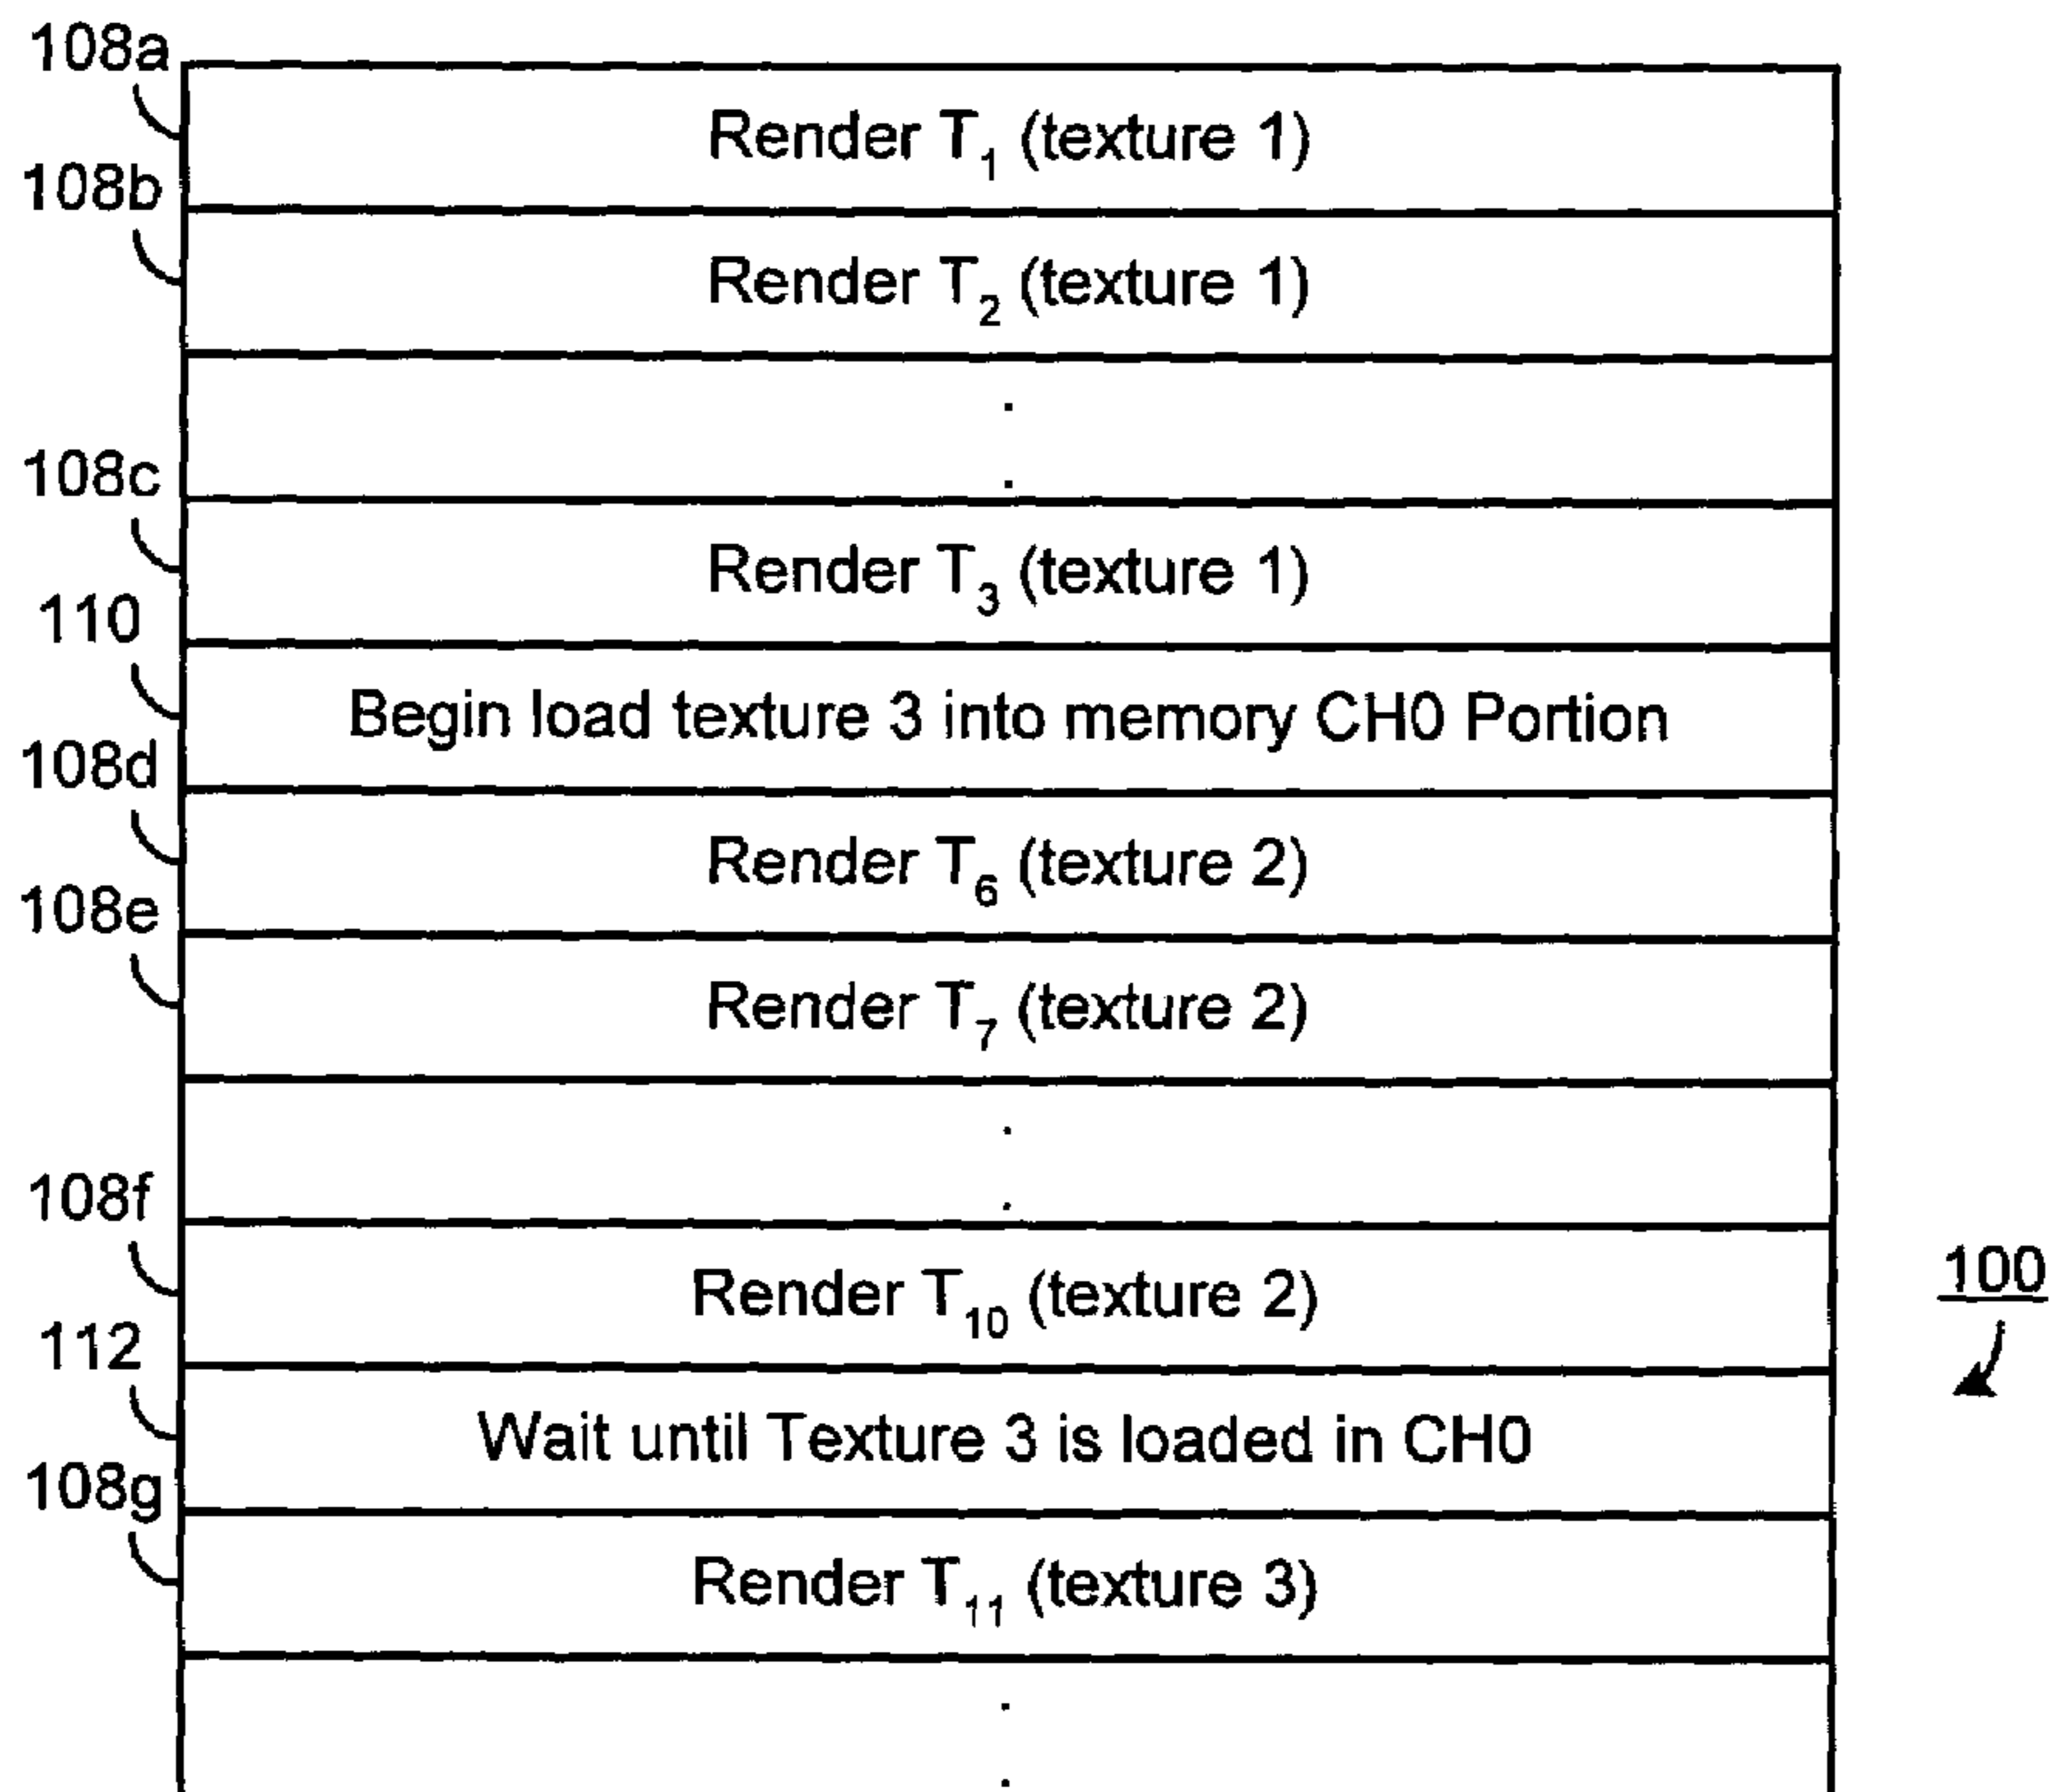 108a
Render T₁ (texture 1)
108b
Render T₂ (texture 1)
.
.
108c
Render T₃ (texture 1)
110
Begin load texture 3 into memory CH0 Portion
108d
Render T₆ (texture 2)
108e
Render T₇ (texture 2)
.
.
108f
Render T₁₀ (texture 2)
100
112
Wait until Texture 3 is loaded in CH0
108g
Render T₁₁ (texture 3)
.
.